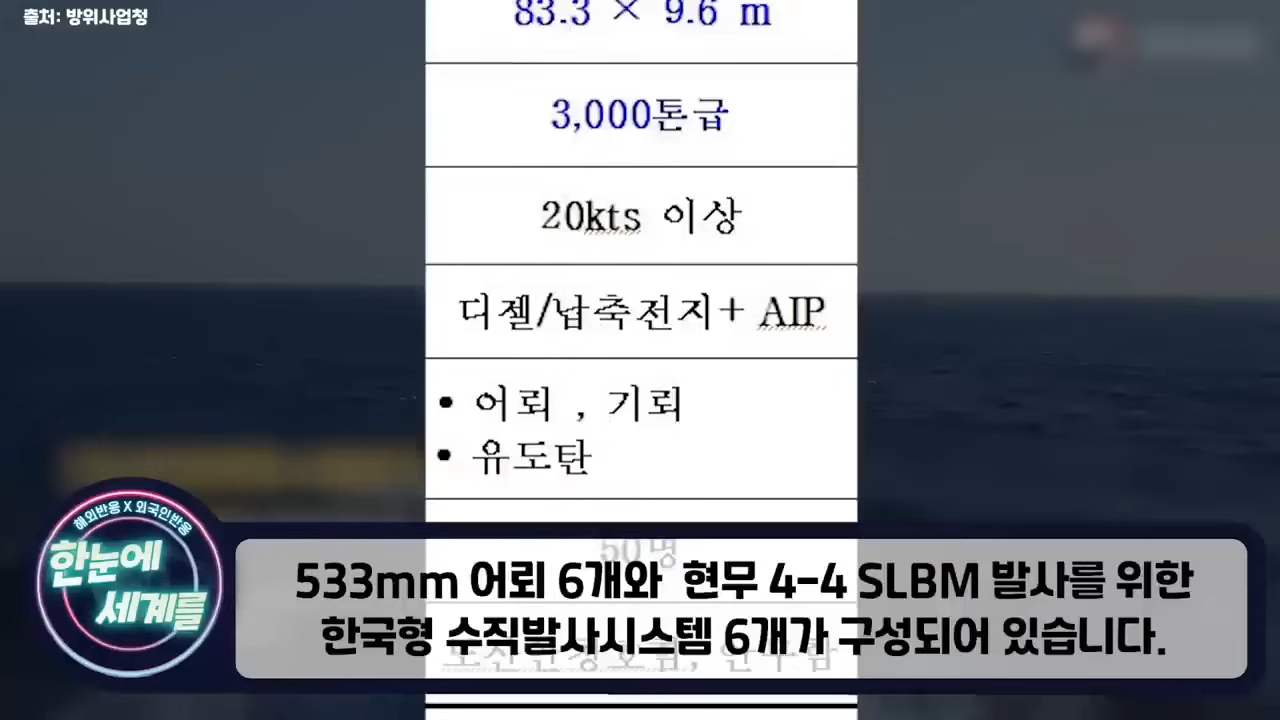 출처: 방위사업청
83.3 × 9.6 m
3,000톤급
20kts 이상
디젤/납축전지+ AIP
• 어뢰 , 기뢰
• 유도탄
50명
해외반응 X 외국인반응
한눈에
세계를
533mm 어뢰 6개와 현무 4-4 SLBM 발사를 위한
한국형 수직발사시스템 6개가 구성되어 있습니다.